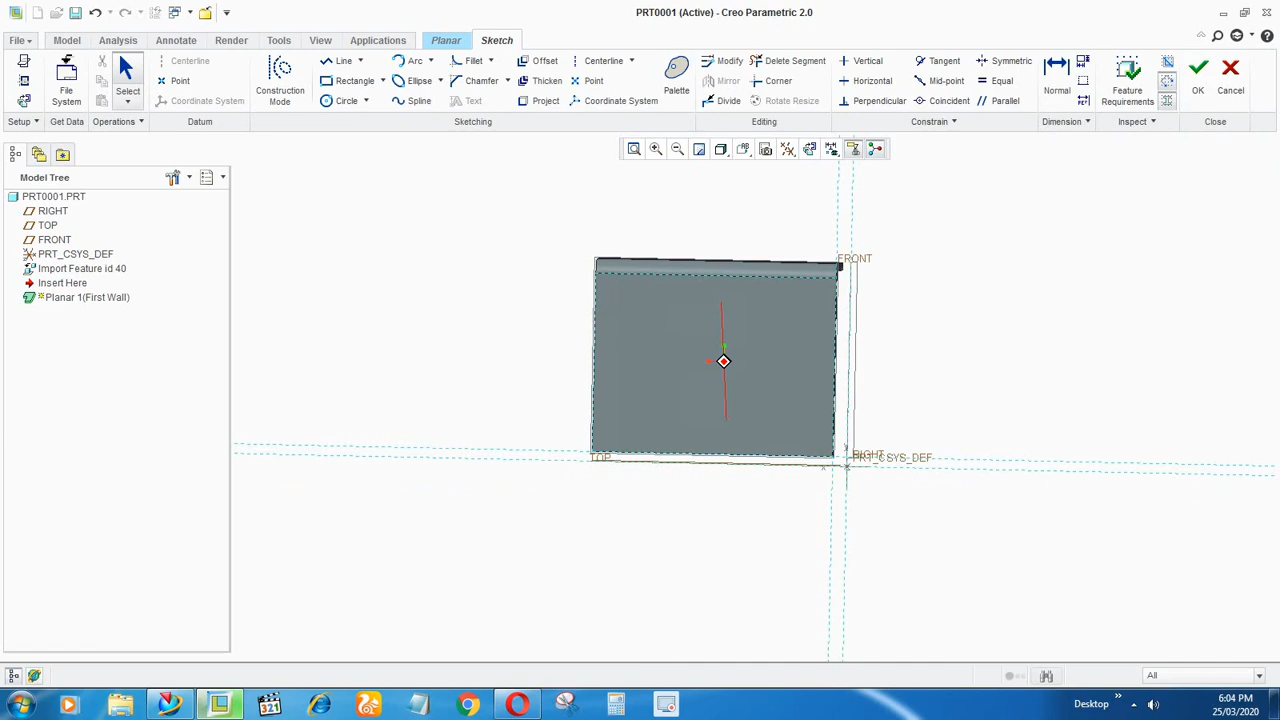 PRT0001 (Active) - Creo Parametric 2.0
File Model Analysis Annotate Render Tools View Applications Planar Sketch
File System
Select
Centerline
Point
Coordinate System
Construction Mode
Line Arc Fillet Offset Centerline
Rectangle Ellipse Chamfer Thicken Point
Circle Spline Text Project Coordinate System
Palette
Modify Delete Segment
Mirror Corner
Divide Rotate Resize
Vertical Tangent Symmetric
Horizontal Mid-point Equal
Perpendicular Coincident Parallel
Normal
Feature Requirements
OK Cancel
Setup Get Data Operations Datum Sketching Editing Constrain Dimension Inspect Close
Model Tree
PRT0001.PRT
RIGHT
TOP
FRONT
PRT_CSYS_DEF
Import Feature id 40
Insert Here
Planar 1(First Wall)
FRONT
TOP
RIGHT
PRT_CSYS_DEF
All
321
Desktop
6:04 PM
25/03/2020